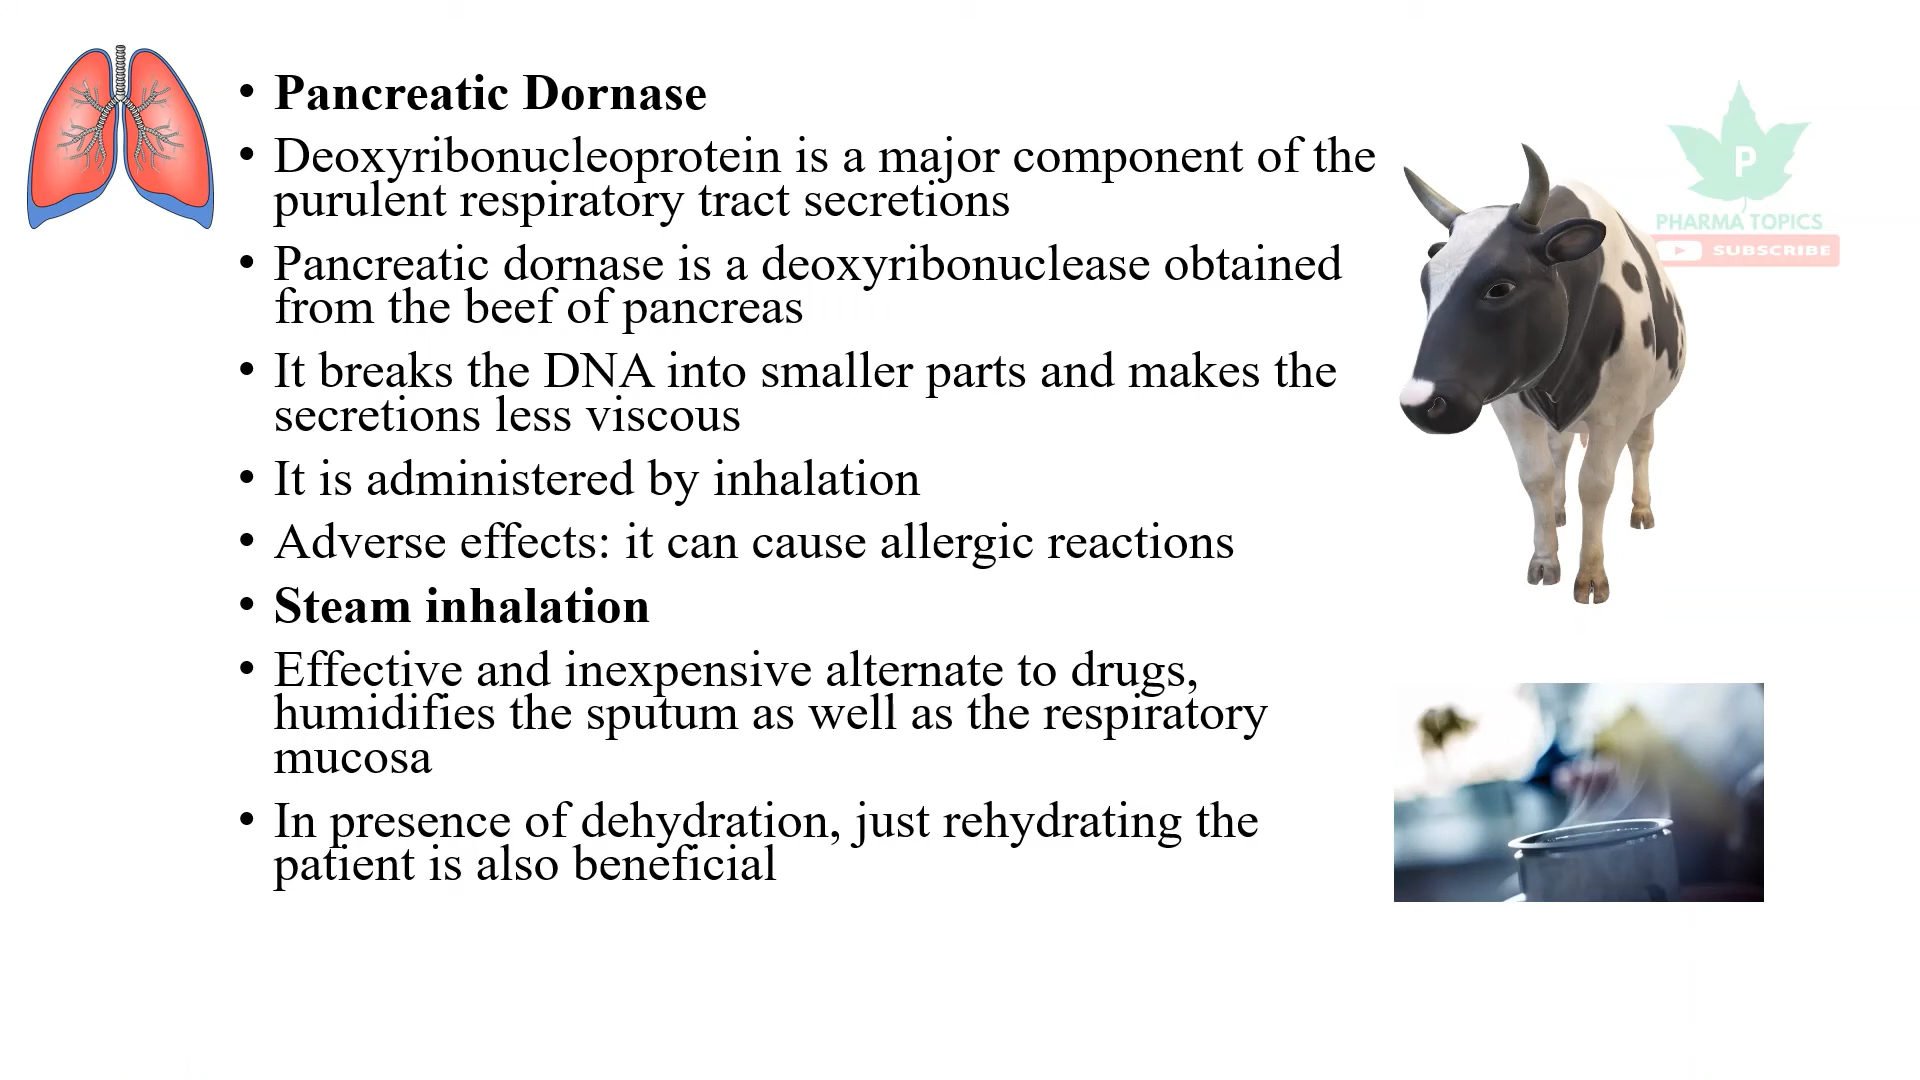 • Pancreatic Dornase
• Deoxyribonucleoprotein is a major component of the
purulent respiratory tract secretions
• Pancreatic dornase is a deoxyribonuclease obtained
from the beef of pancreas
• It breaks the DNA into smaller parts and makes the
secretions less viscous
• It is administered by inhalation
• Adverse effects: it can cause allergic reactions
• Steam inhalation
• Effective and inexpensive alternate to drugs,
humidifies the sputum as well as the respiratory
mucosa
• In presence of dehydration, just rehydrating the
patient is also beneficial
P
PHARMA TOPICS
SUBSCRIBE